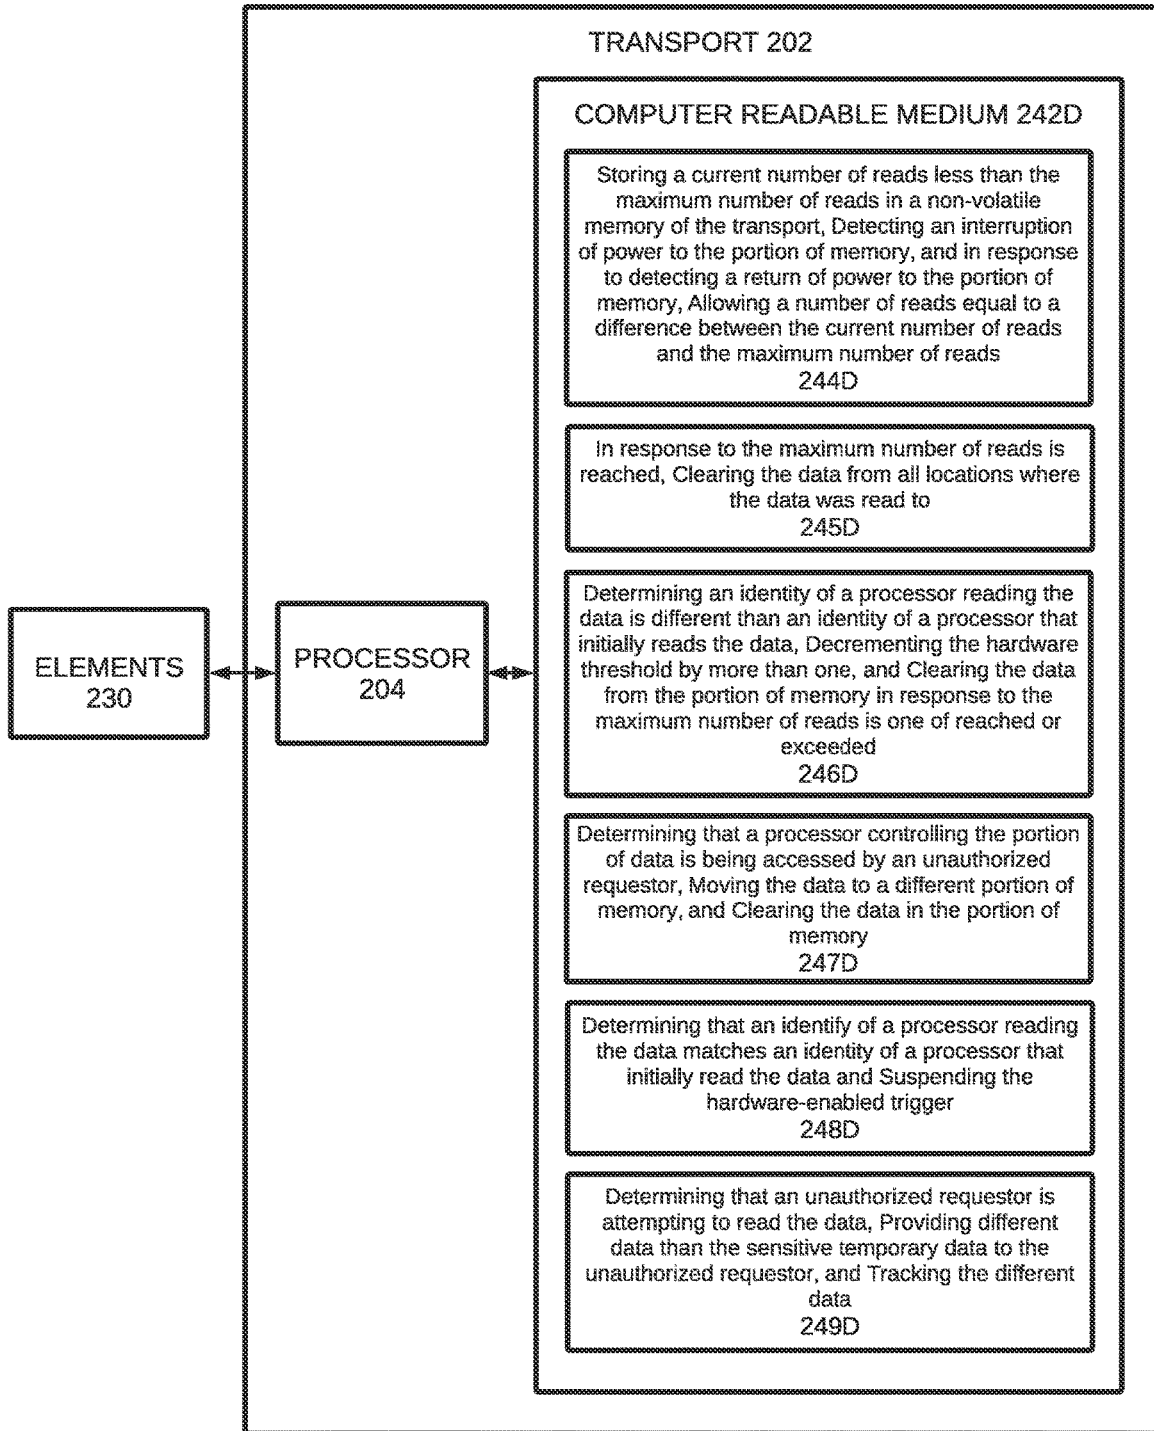 TRANSPORT 202
COMPUTER READABLE MEDIUM 242D
Storing a current number of reads less than the
maximum number of reads in a non-volatile
memory of the transport, Detecting an interruption
of power to the portion of memory, and in response
to detecting a return of power to the portion of
memory, Allowing a number of reads equal to a
difference between the current number of reads
and the maximum number of reads
244D
In response to the maximum number of reads is
reached, Clearing the data from all locations where
the data was read to
245D
Determining an identity of a processor reading the
data is different than an identity of a processor that
initially reads the data, Decrementing the hardware
threshold by more than one, and Clearing the data
from the portion of memory in response to the
maximum number of reads is one of reached or
exceeded
246D
ELEMENTS
230
PROCESSOR
204
Determining that a processor controlling the portion
of data is being accessed by an unauthorized
requestor, Moving the data to a different portion of
memory, and Clearing the data in the portion of
memory
247D
Determining that an identify of a processor reading
the data matches an identity of a processor that
initially read the data and Suspending the
hardware-enabled trigger
248D
Determining that an unauthorized requestor is
attempting to read the data, Providing different
data than the sensitive temporary data to the
unauthorized requestor, and Tracking the different
data
249D